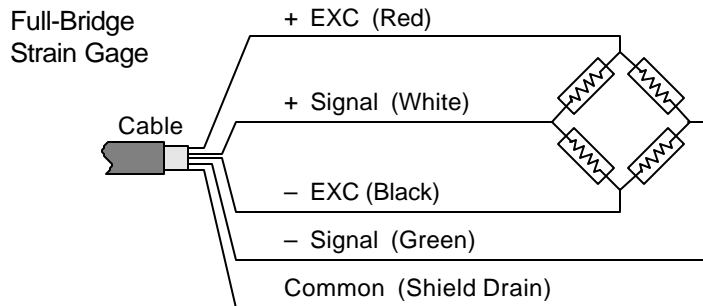 Full-Bridge
Strain Gage
+ EXC (Red)
+ Signal (White)
Cable
– EXC (Black)
– Signal (Green)
Common (Shield Drain)